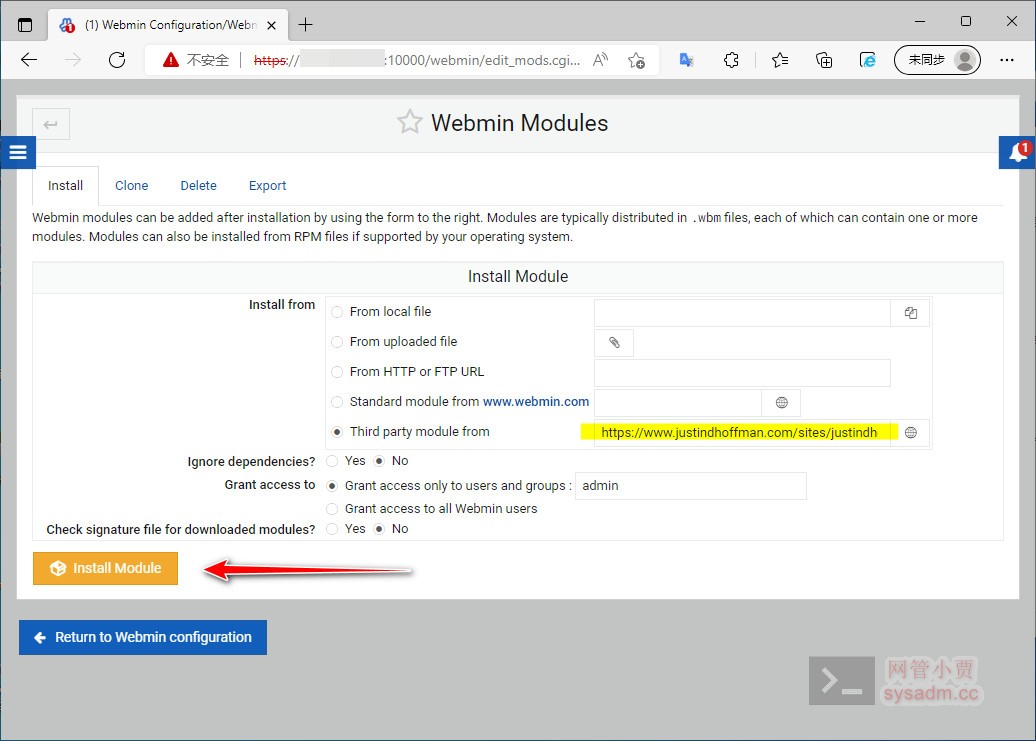 (1) Webmin Configuration/Webn
不安全
https:// :10000/webmin/edit_mods.cgi...
未同步
Webmin Modules
1
Install Clone Delete Export
Webmin modules can be added after installation by using the form to the right. Modules are typically distributed in .wbm files, each of which can contain one or more
modules. Modules can also be installed from RPM files if supported by your operating system.
Install Module
Install from
From local file
From uploaded file
From HTTP or FTP URL
Standard module from www.webmin.com
Third party module from https://www.justindhoffman.com/sites/justindh
Ignore dependencies? Yes No
Grant access to Grant access only to users and groups : admin
Grant access to all Webmin users
Check signature file for downloaded modules? Yes No
Install Module
Return to Webmin configuration
网管小贾
sysadm.cc